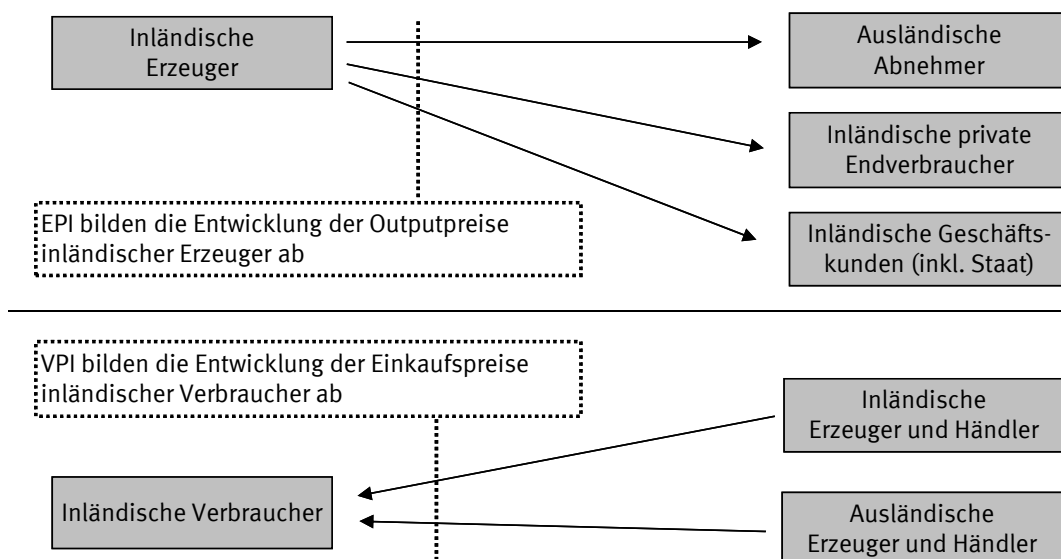 Inländische
Erzeuger
Ausländische
Abnehmer
Inländische private
Endverbraucher
EPI bilden die Entwicklung der Outputpreise
inländischer Erzeuger ab
Inländische Geschäfts-
kunden (inkl. Staat)
VPI bilden die Entwicklung der Einkaufspreise
inländischer Verbraucher ab
Inländische
Erzeuger und Händler
Inländische Verbraucher
Ausländische
Erzeuger und Händler